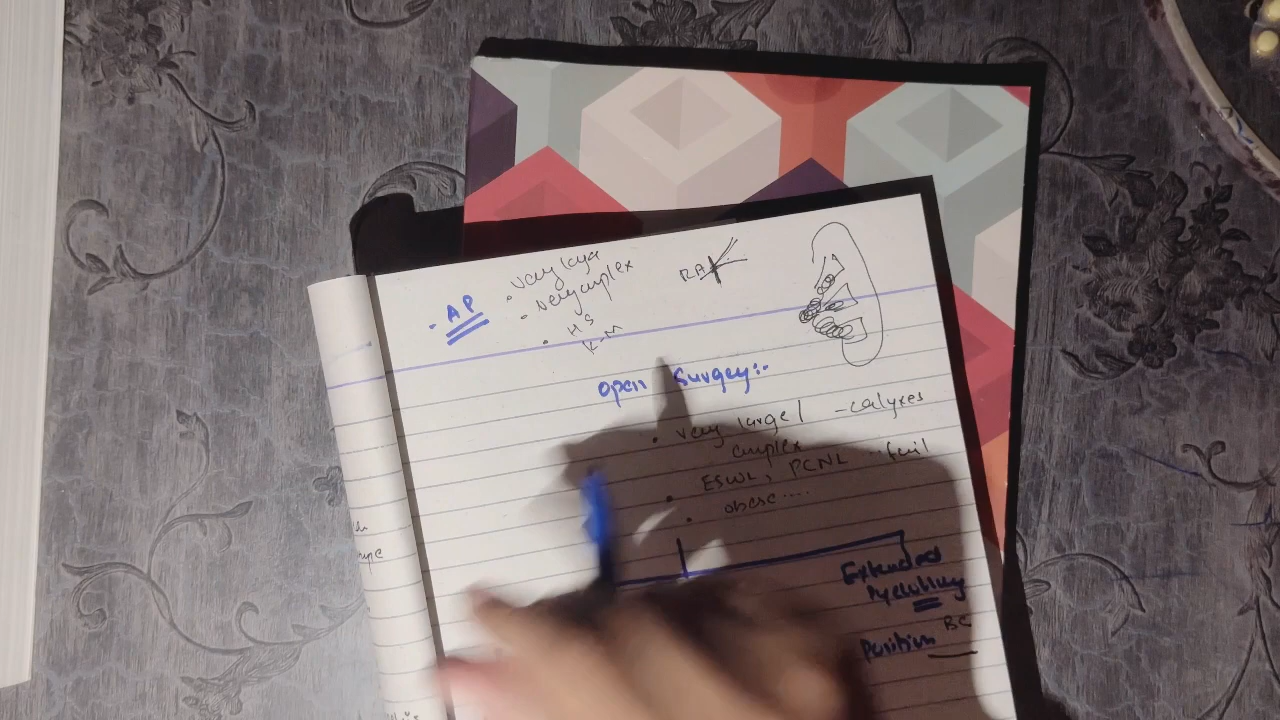 . AP
. very large
. very complex
. HS
K-M
RA
open surgery:-
. very large / - calyxes
complex
. ESWL, PCNL .. fail
. obese ....
Extended
Pyelolithotomy
Position BC